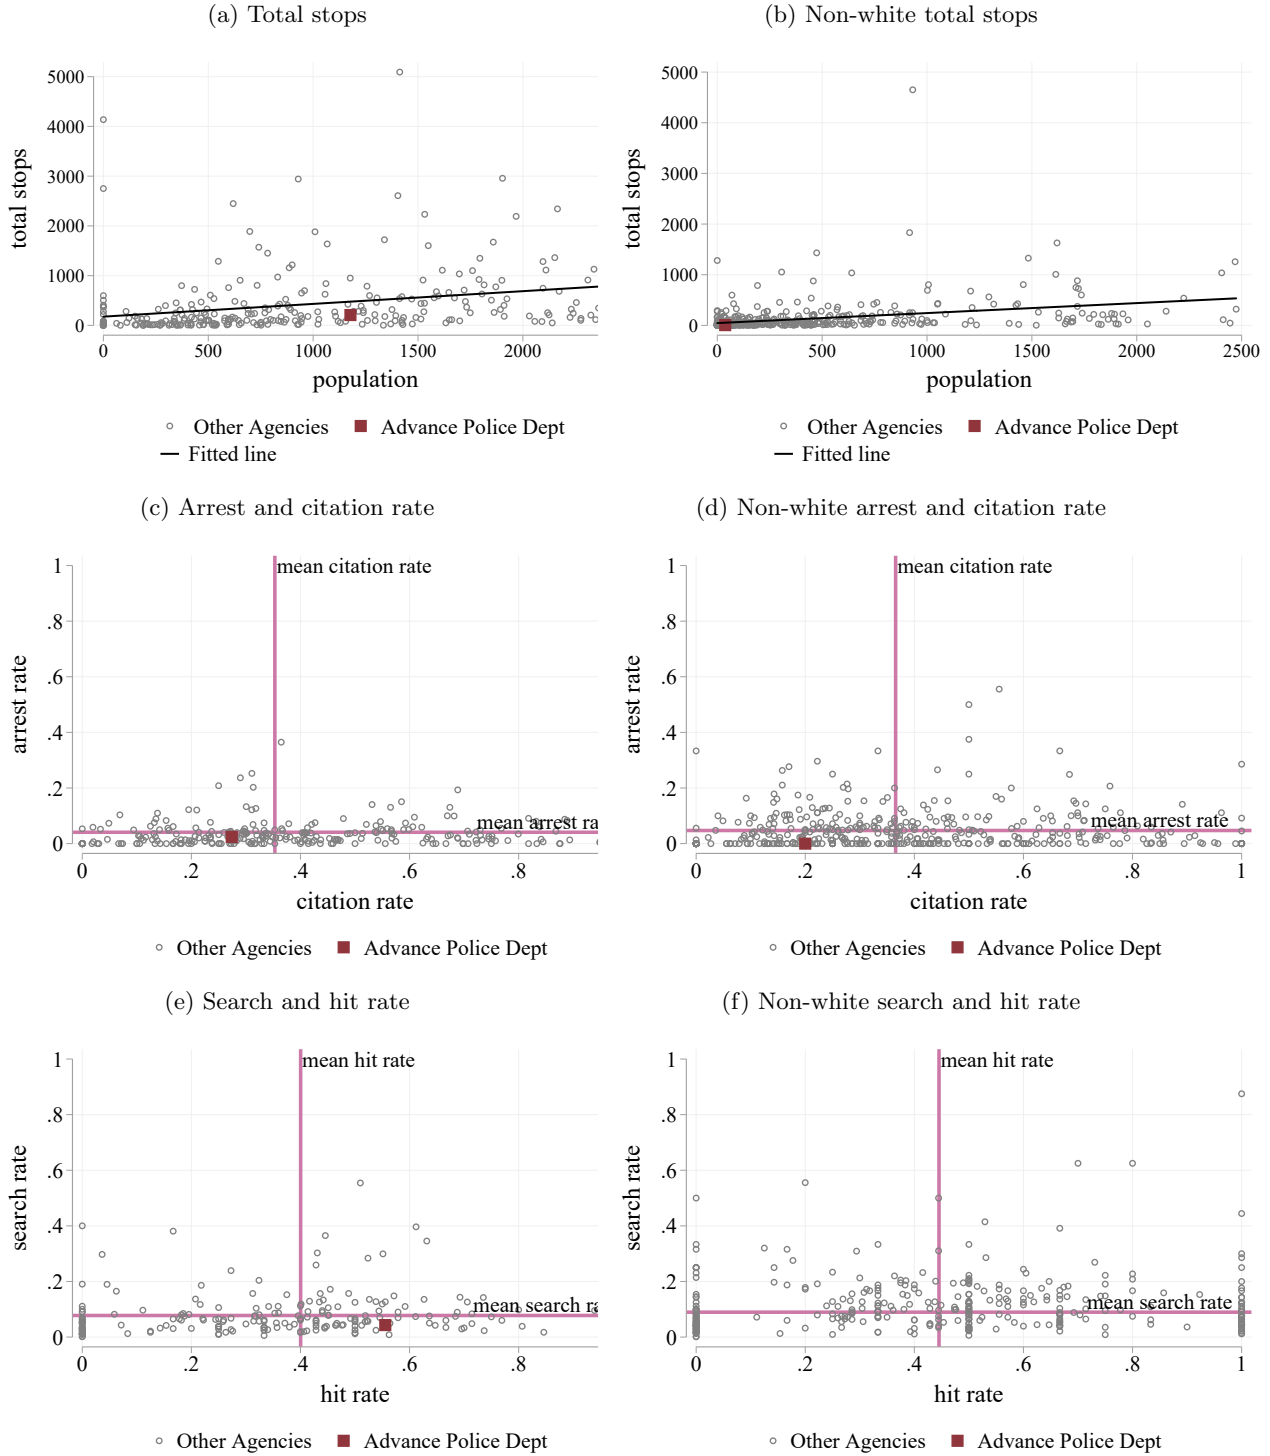 (a) Total stops
(b) Non-white total stops
total stops
5000
4000
3000
2000
1000
0
0 500 1000 1500 2000
population
Other Agencies Advance Police Dept
Fitted line
total stops
5000
4000
3000
2000
1000
0
0 500 1000 1500 2000 2500
population
Other Agencies Advance Police Dept
Fitted line
(c) Arrest and citation rate
(d) Non-white arrest and citation rate
arrest rate
1
.8
.6
.4
.2
0
mean citation rate
mean arrest ra
0 .2 .4 .6 .8
citation rate
Other Agencies Advance Police Dept
arrest rate
1
.8
.6
.4
.2
0
mean citation rate
mean arrest rate
0 .2 .4 .6 .8 1
citation rate
Other Agencies Advance Police Dept
(e) Search and hit rate
(f) Non-white search and hit rate
search rate
1
.8
.6
.4
.2
0
mean hit rate
mean search ra
0 .2 .4 .6 .8
hit rate
Other Agencies Advance Police Dept
search rate
1
.8
.6
.4
.2
0
mean hit rate
mean search rate
0 .2 .4 .6 .8 1
hit rate
Other Agencies Advance Police Dept